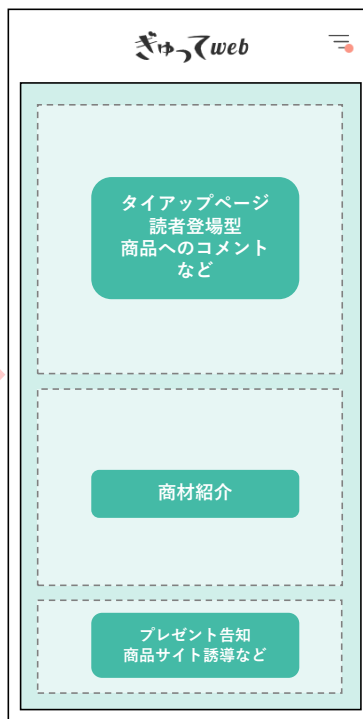 ぎゅってweb
タイアップページ
読者登場型
商品へのコメント
など
商材紹介
プレゼント告知
商品サイト誘導など